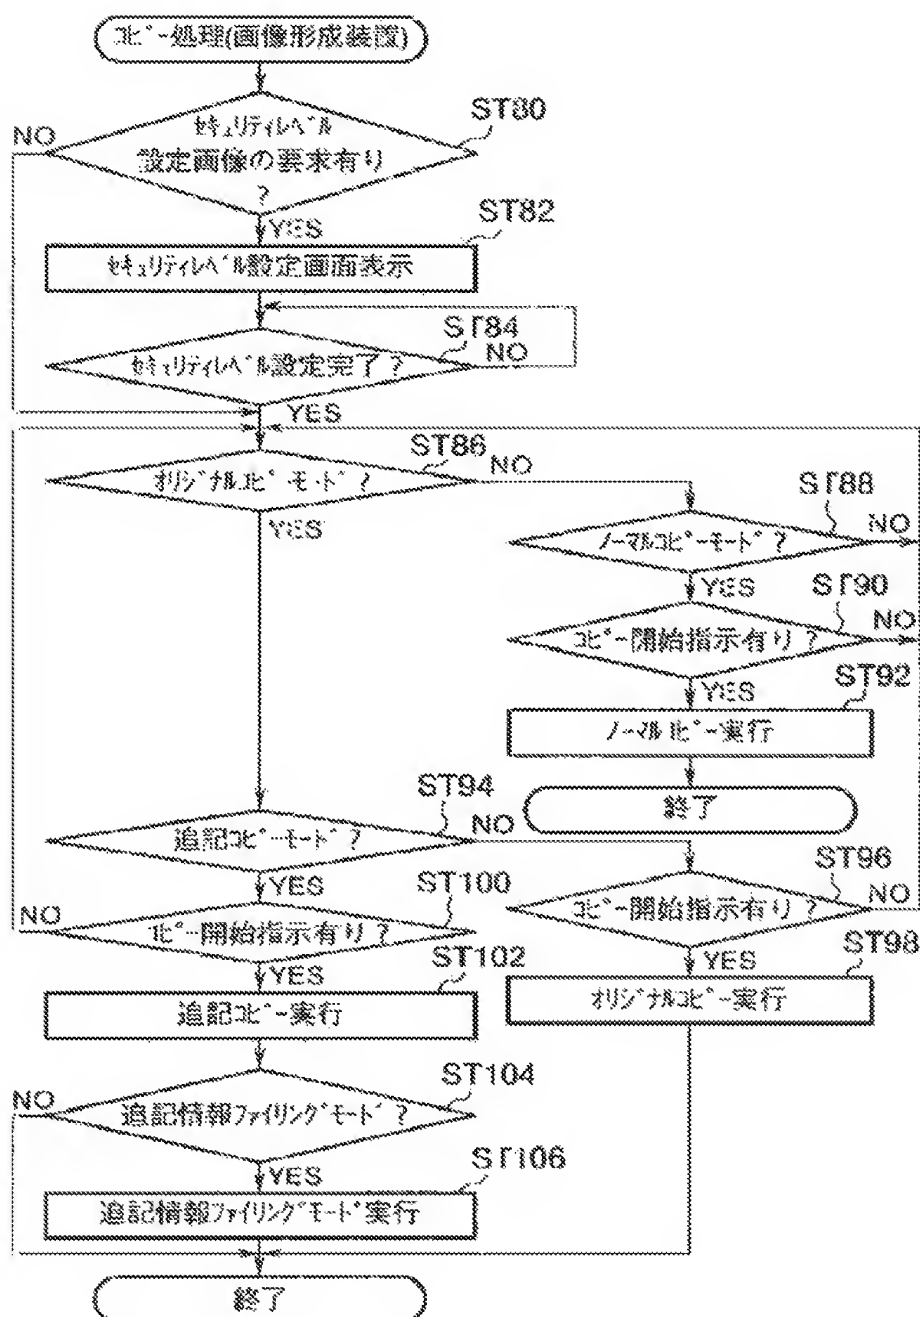 コピー処理(画像形成装置)
ST80
セキュリティレベル
設定画像の要求有り
?
NO
YES
ST82
セキュリティレベル設定画面表示
ST84
セキュリティレベル設定完了?
NO
YES
ST86
オリジナルコピーモード?
NO
YES
ST88
ノーマルコピーモード?
NO
YES
ST90
コピー開始指示有り?
NO
YES
ST92
ノーマルコピー実行
終了
ST94
追記コピーモード?
NO
YES
ST96
コピー開始指示有り?
NO
YES
ST98
オリジナルコピー実行
ST100
コピー開始指示有り?
NO
YES
ST102
追記コピー実行
ST104
追記情報ファイリングモード?
NO
YES
ST106
追記情報ファイリングモード実行
終了